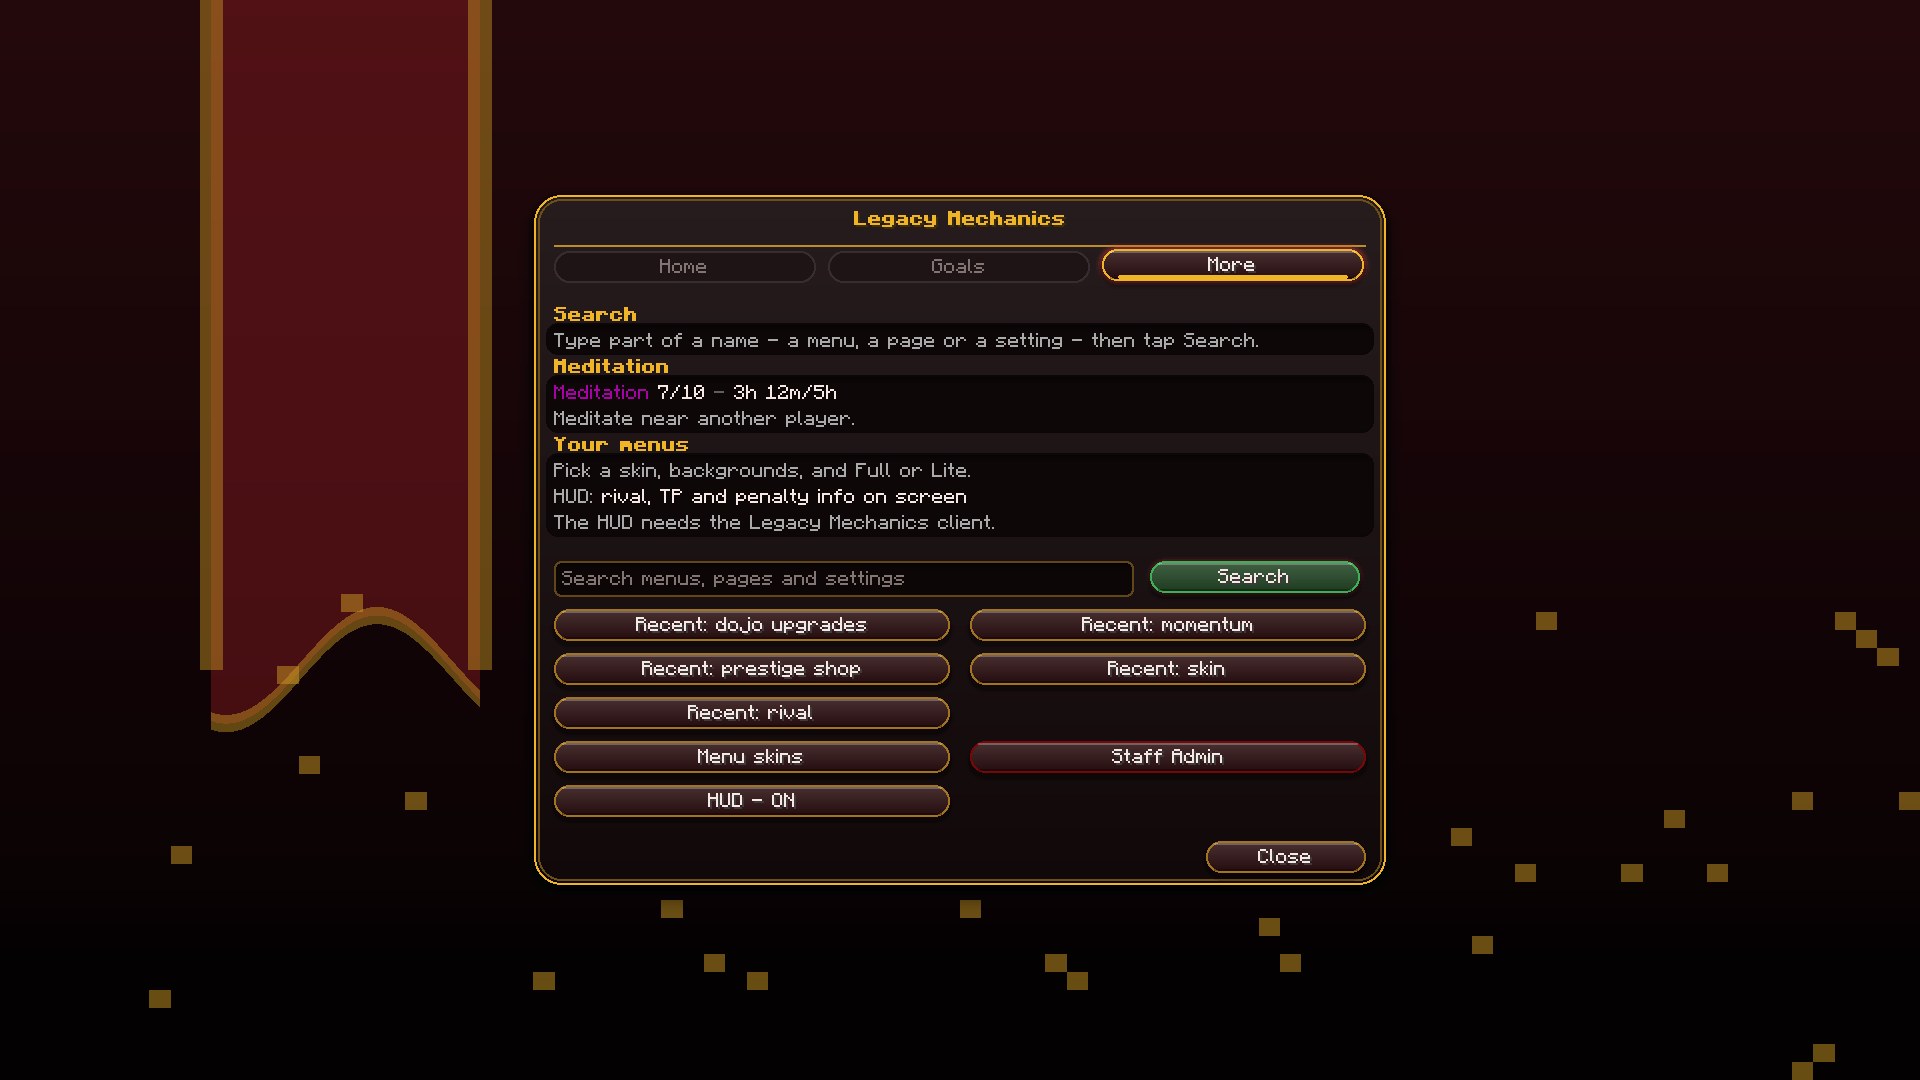 Legacy Mechanics
Home
Goals
More
Search
Type part of a name – a menu, a page or a setting – then tap Search.
Meditation
Meditation 7/10 – 3h 12m/5h
Meditate near another player.
Your menus
Pick a skin, backgrounds, and Full or Lite.
HUD: rival, TP and penalty info on screen
The HUD needs the Legacy Mechanics client.
Search menus, pages and settings
Search
Recent: dojo upgrades
Recent: momentum
Recent: prestige shop
Recent: skin
Recent: rival
Menu skins
Staff Admin
HUD – ON
Close